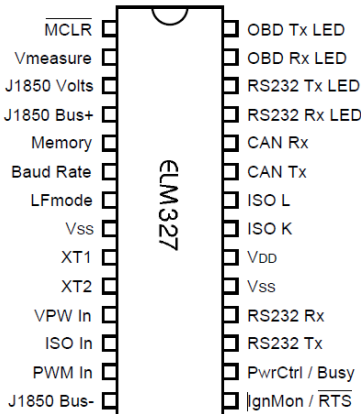 MCLR OBD Tx LED
Vmeasure OBD Rx LED
J1850 Volts RS232 Tx LED
J1850 Bus+ RS232 Rx LED
Memory CAN Rx
Baud Rate CAN Tx
LFmode ISO L
Vss ISO K
XT1 VDD
XT2 Vss
VPW In RS232 Rx
ISO In RS232 Tx
PWM In PwrCtrl / Busy
J1850 Bus- IgnMon / RTS
ELM327